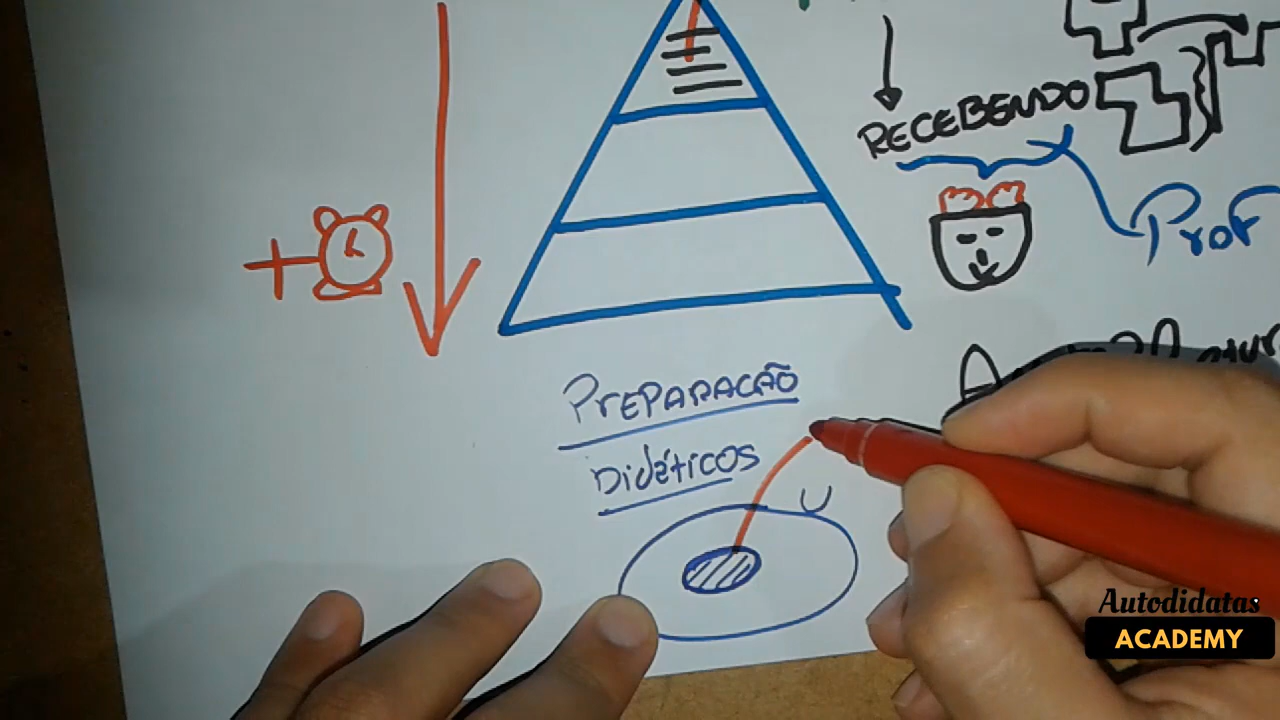 RECEBENDO
Prof
PrEPARAÇÃO
Didáticos
U
Autodidatas
ACADEMY